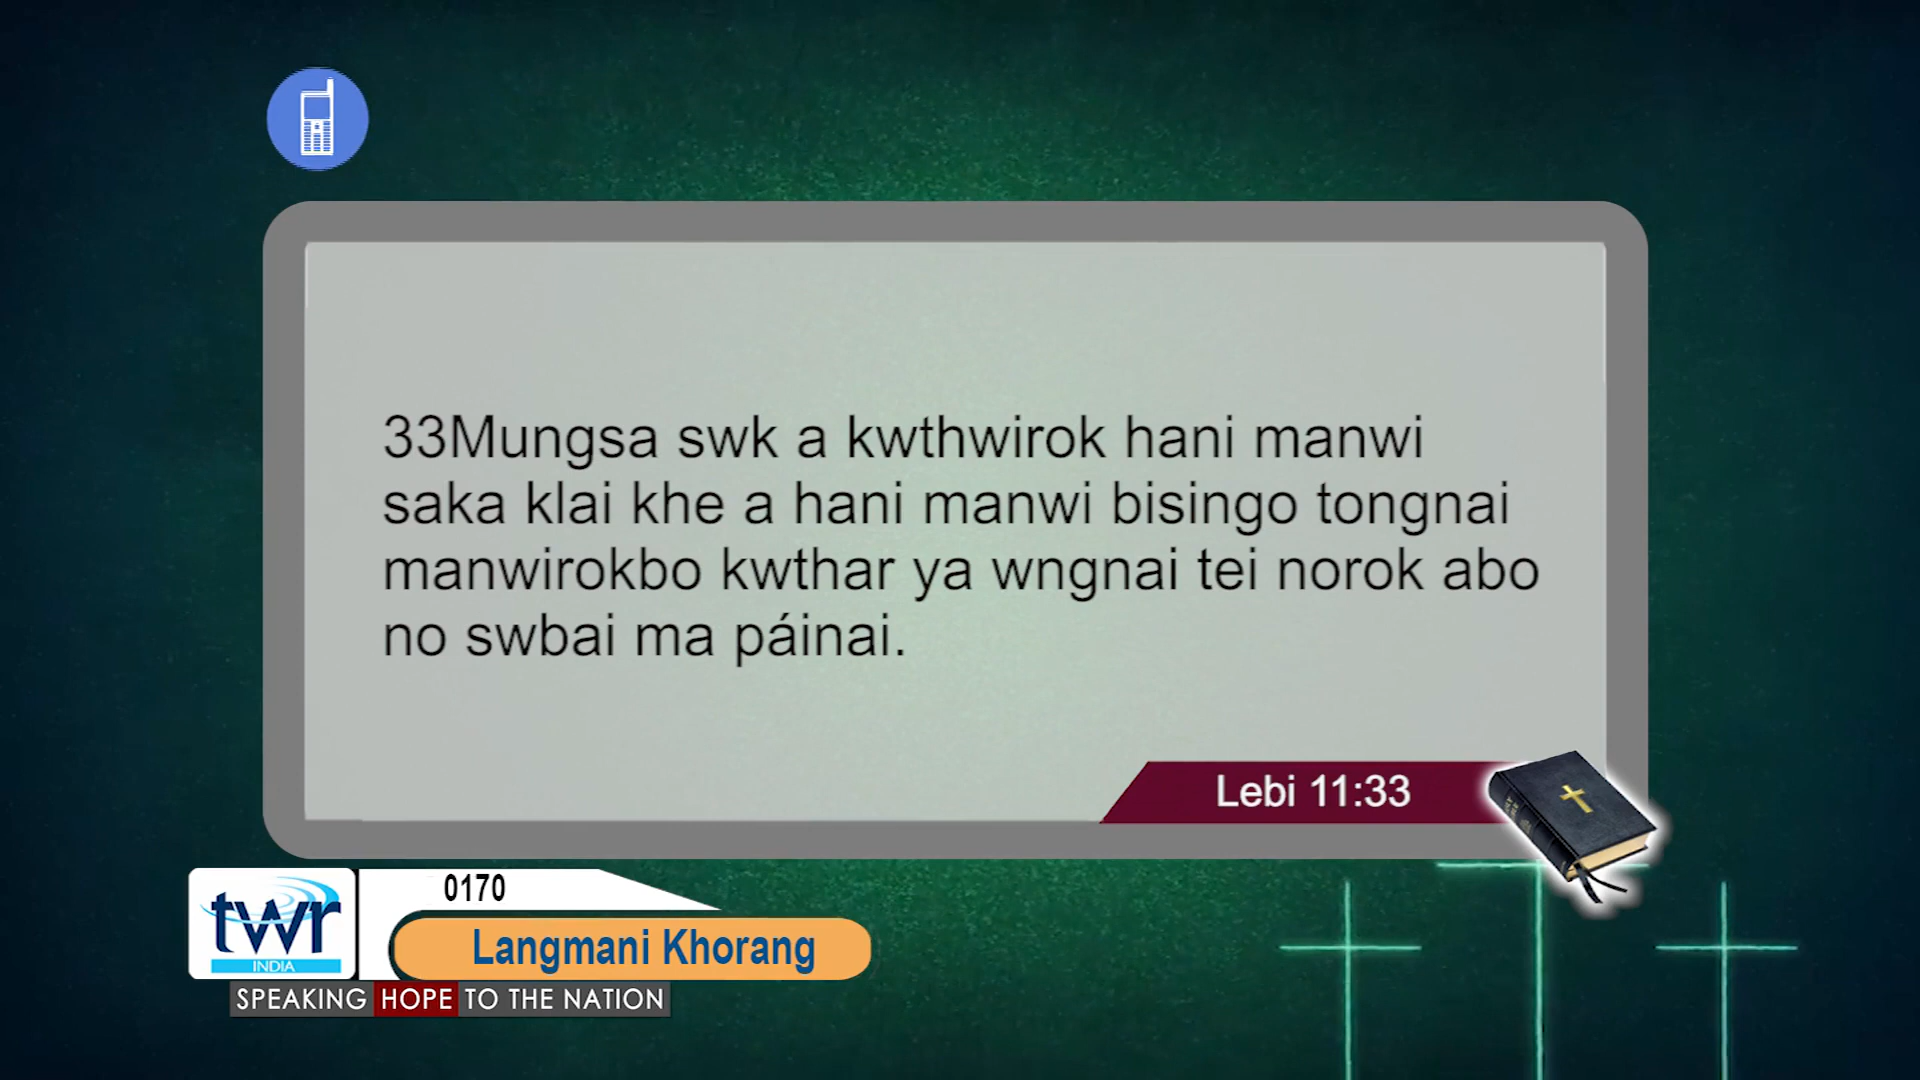 33Mungsa swk a kwthwirok hani manwi
saka klai khe a hani manwi bisingo tongnai
manwirokbo kwthar ya wngnai tei norok abo
no swbai ma páinai.
Lebi 11:33
0170
twr
INDIA
Langmani Khorang
SPEAKING HOPE TO THE NATION